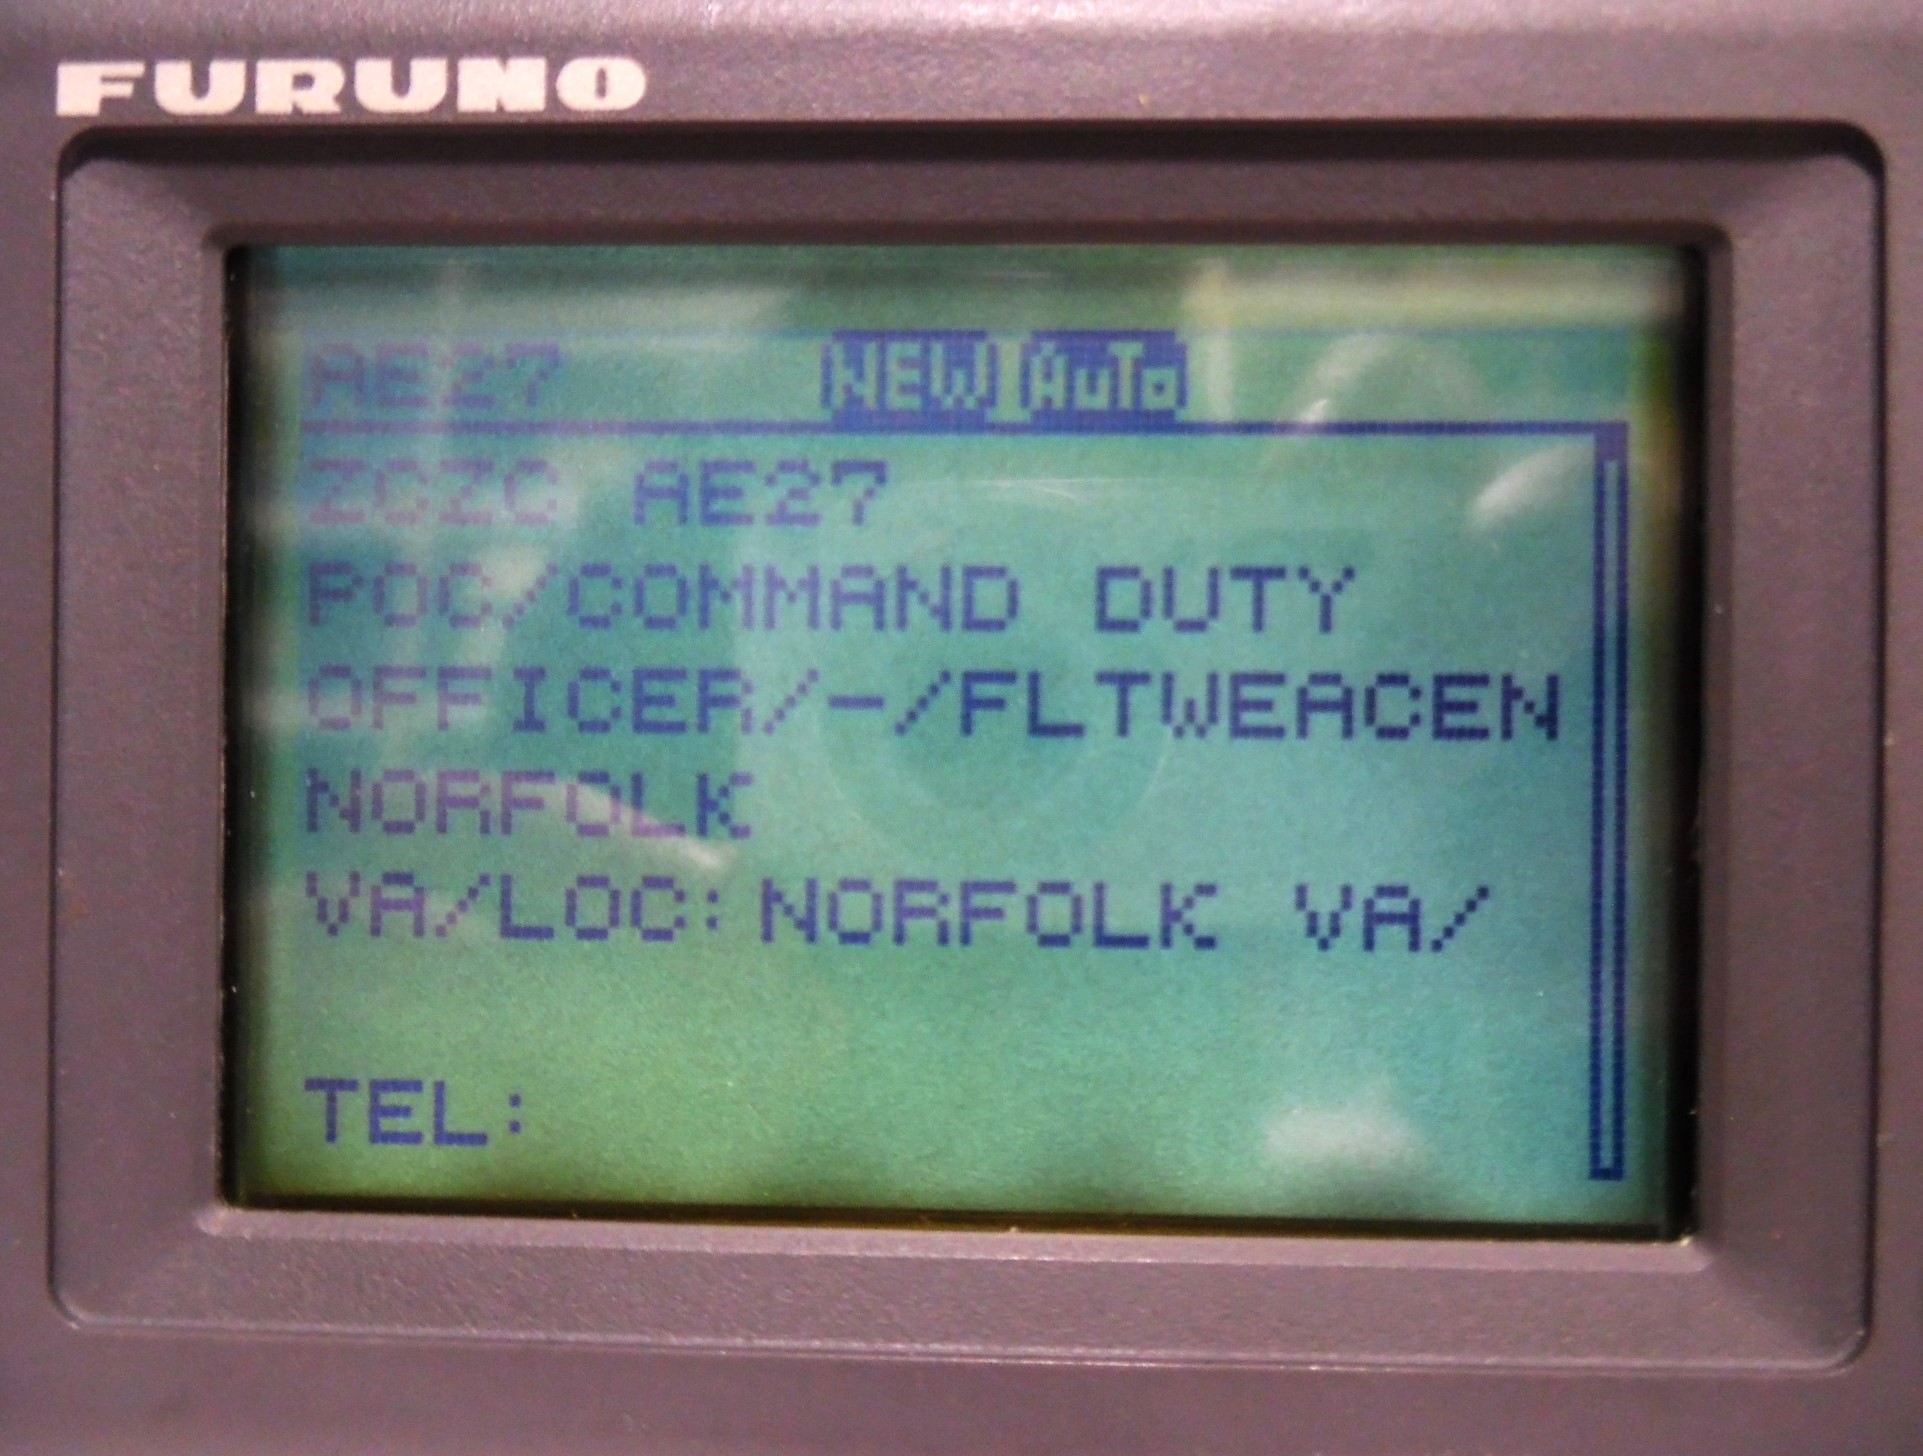 FURUNO
AE27 NEW AuTo
ZCZC AE27
POC/COMMAND DUTY
OFFICER/-/FLTWEACEN
NORFOLK
VA/LOC:NORFOLK VA/
TEL: